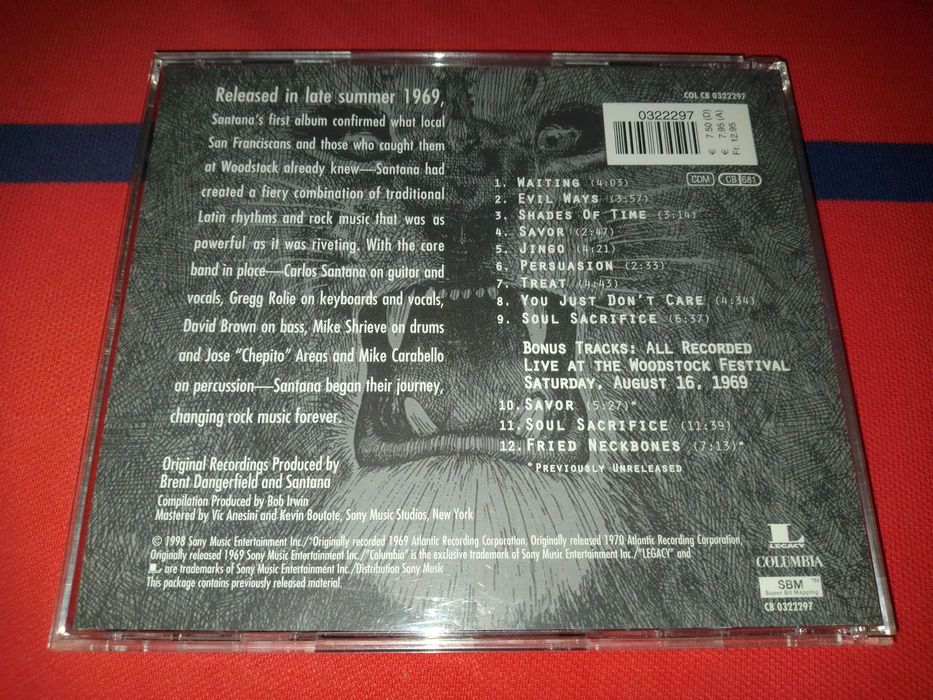 Released in late summer 1969,
Santana's first album confirmed what local
San Franciscans and those who caught them
at Woodstock already knew—Santana had
created a fiery combination of traditional
Latin rhythms and rock music that was as
powerful as it was riveting. With the core
band in place—Carlos Santana on guitar and
vocals, Gregg Rolie on keyboards and vocals,
David Brown on bass, Mike Shrieve on drums
and Jose "Chepito" Areas and Mike Carabello
on percussion—Santana began their journey,
changing rock music forever.
Original Recordings Produced by
Brent Dangerfield and Santana
Compilation Produced by Bob Irwin
Mastered by Vic Anesini and Kevin Boutote, Sony Music Studios, New York
© 1998 Sony Music Entertainment Inc./*Originally recorded 1969 Atlantic Recording Corporation, Originally released 1970 Atlantic Recording Corporation,
Originally released 1969 Sony Music Entertainment Inc./"Columbia" is the exclusive trademark of Sony Music Entertainment Inc./"LEGACY" and
L are trademarks of Sony Music Entertainment Inc./Distribution Sony Music
This package contains previously released material.
COL CB 0322297
0322297
€ 7.50 (D)
€ 7.95 (A)
Fr. 12.95
CDM CB 681
1. Waiting (4:03)
2. Evil Ways (3:57)
3. Shades Of Time (3:14)
4. Savor (2:47)
5. Jingo (4:21)
6. Persuasion (2:33)
7. Treat (4:43)
8. You Just Don't Care (4:34)
9. Soul Sacrifice (6:37)
Bonus Tracks: All Recorded
Live at the Woodstock Festival
Saturday, August 16, 1969
10. Savor (5:27)*
11. Soul Sacrifice (11:39)
12. Fried Neckbones (7:13)*
*Previously Unreleased
L
LEGACY
COLUMBIA
SBM™
Super Bit Mapping
CB 0322297